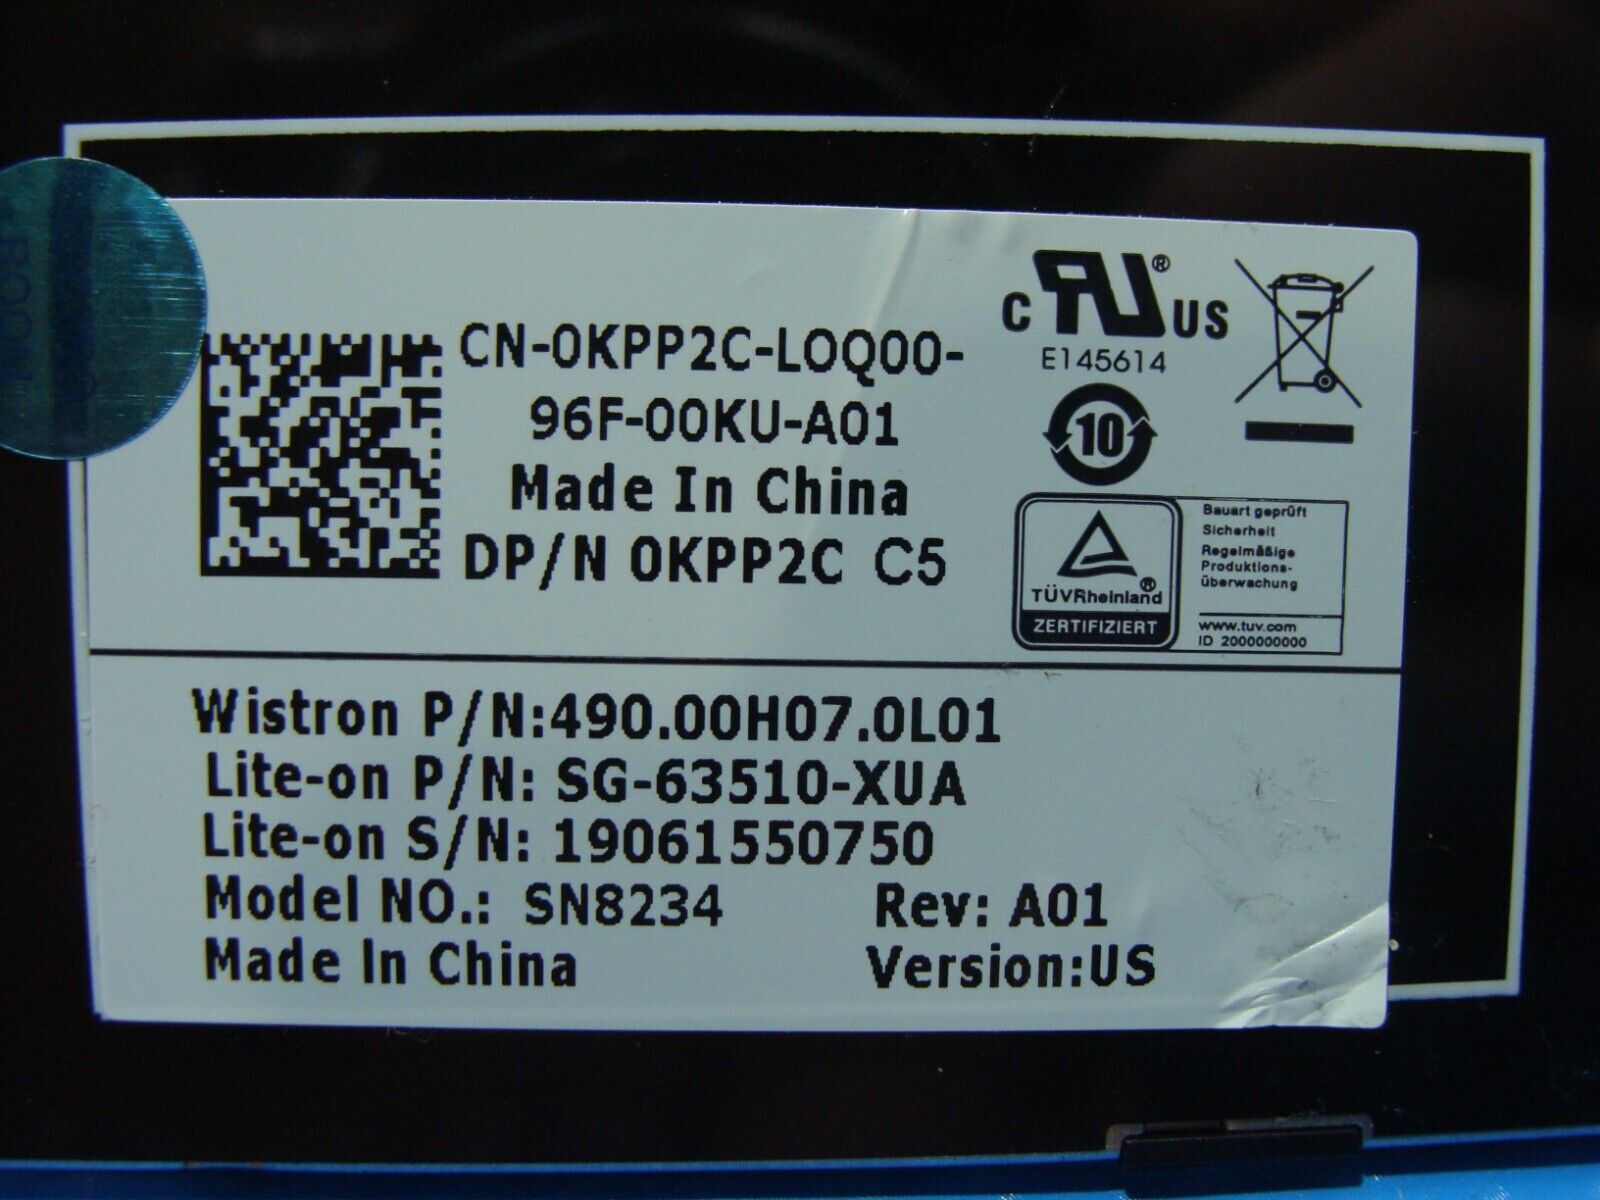 CN-0KPP2C-LOQ00-
96F-00KU-A01
Made In China
DP/N 0KPP2C C5
c RU® US
E145614
10
TÜVRheinland®
ZERTIFIZIERT
Bauart geprüft
Sicherheit
Regelmäßige
Produktions-
überwachung
www.tuv.com
ID 2000000000
Wistron P/N:490.00H07.0L01
Lite-on P/N: SG-63510-XUA
Lite-on S/N: 19061550750
Model NO.: SN8234 Rev: A01
Made In China Version:US